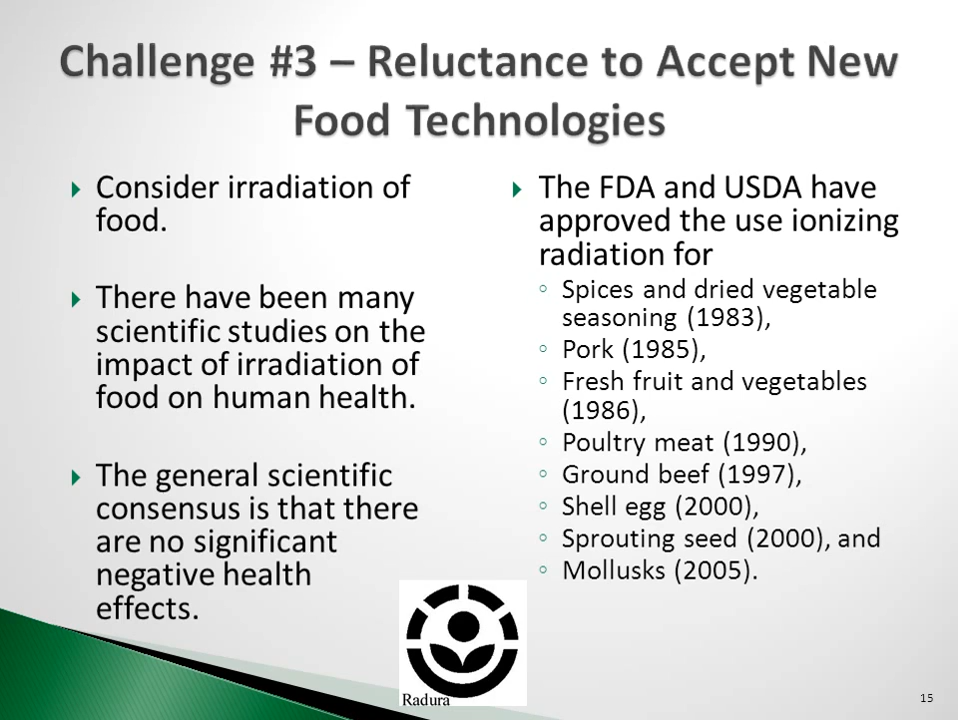 Challenge #3 – Reluctance to Accept New
Food Technologies
Consider irradiation of
food.
There have been many
scientific studies on the
impact of irradiation of
food on human health.
The general scientific
consensus is that there
are no significant
negative health
effects.
The FDA and USDA have
approved the use ionizing
radiation for
Spices and dried vegetable
seasoning (1983),
Pork (1985),
Fresh fruit and vegetables
(1986),
Poultry meat (1990),
Ground beef (1997),
Shell egg (2000),
Sprouting seed (2000), and
Mollusks (2005).
Radura
15